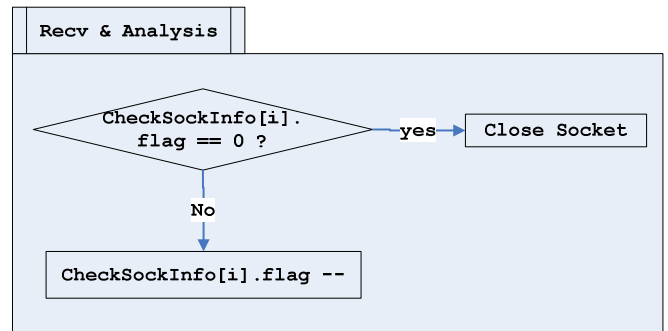 Recv & Analysis
CheckSockInfo[i].
flag == 0 ?
yes
Close Socket
No
CheckSockInfo[i].flag --